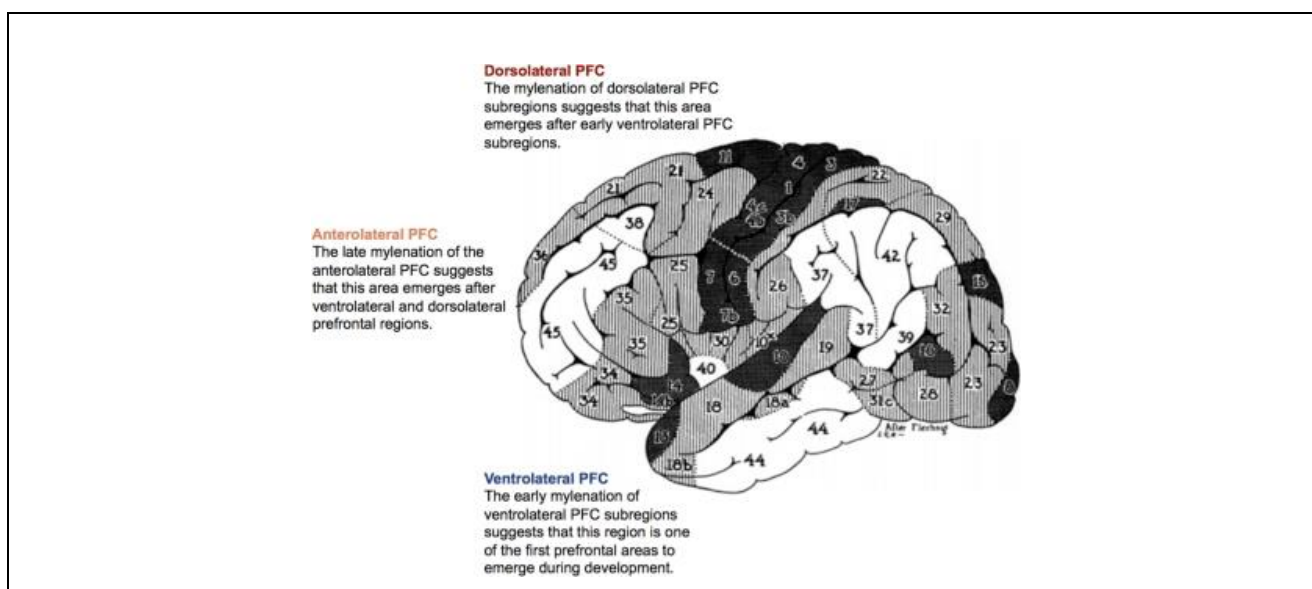 Dorsolateral PFC
The mylenation of dorsolateral PFC
subregions suggests that this area
emerges after early ventrolateral PFC
subregions.
Anterolateral PFC
The late mylenation of the
anterolateral PFC suggests
that this area emerges after
ventrolateral and dorsolateral
prefrontal regions.
11
4
3
21
1
22
21
24
4c
4b
3b
17
29
38
36
45
42
25
7
6
26
37
35
15
32
25
7b
45
35
30
10x
19
37
39
23
40
10
16
34
14
27
23
8
34
14b
18
18a
31c
28
44
After Flechsig
13
18b
44
Ventrolateral PFC
The early mylenation of
ventrolateral PFC subregions
suggests that this region is one
of the first prefrontal areas to
emerge during development.